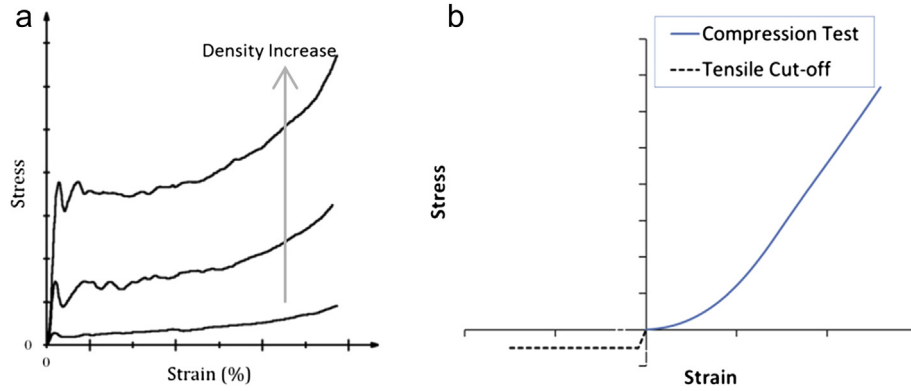 a
Density Increase
Stress
0
0
Strain (%)
b
Compression Test
Tensile Cut-off
Stress
Strain